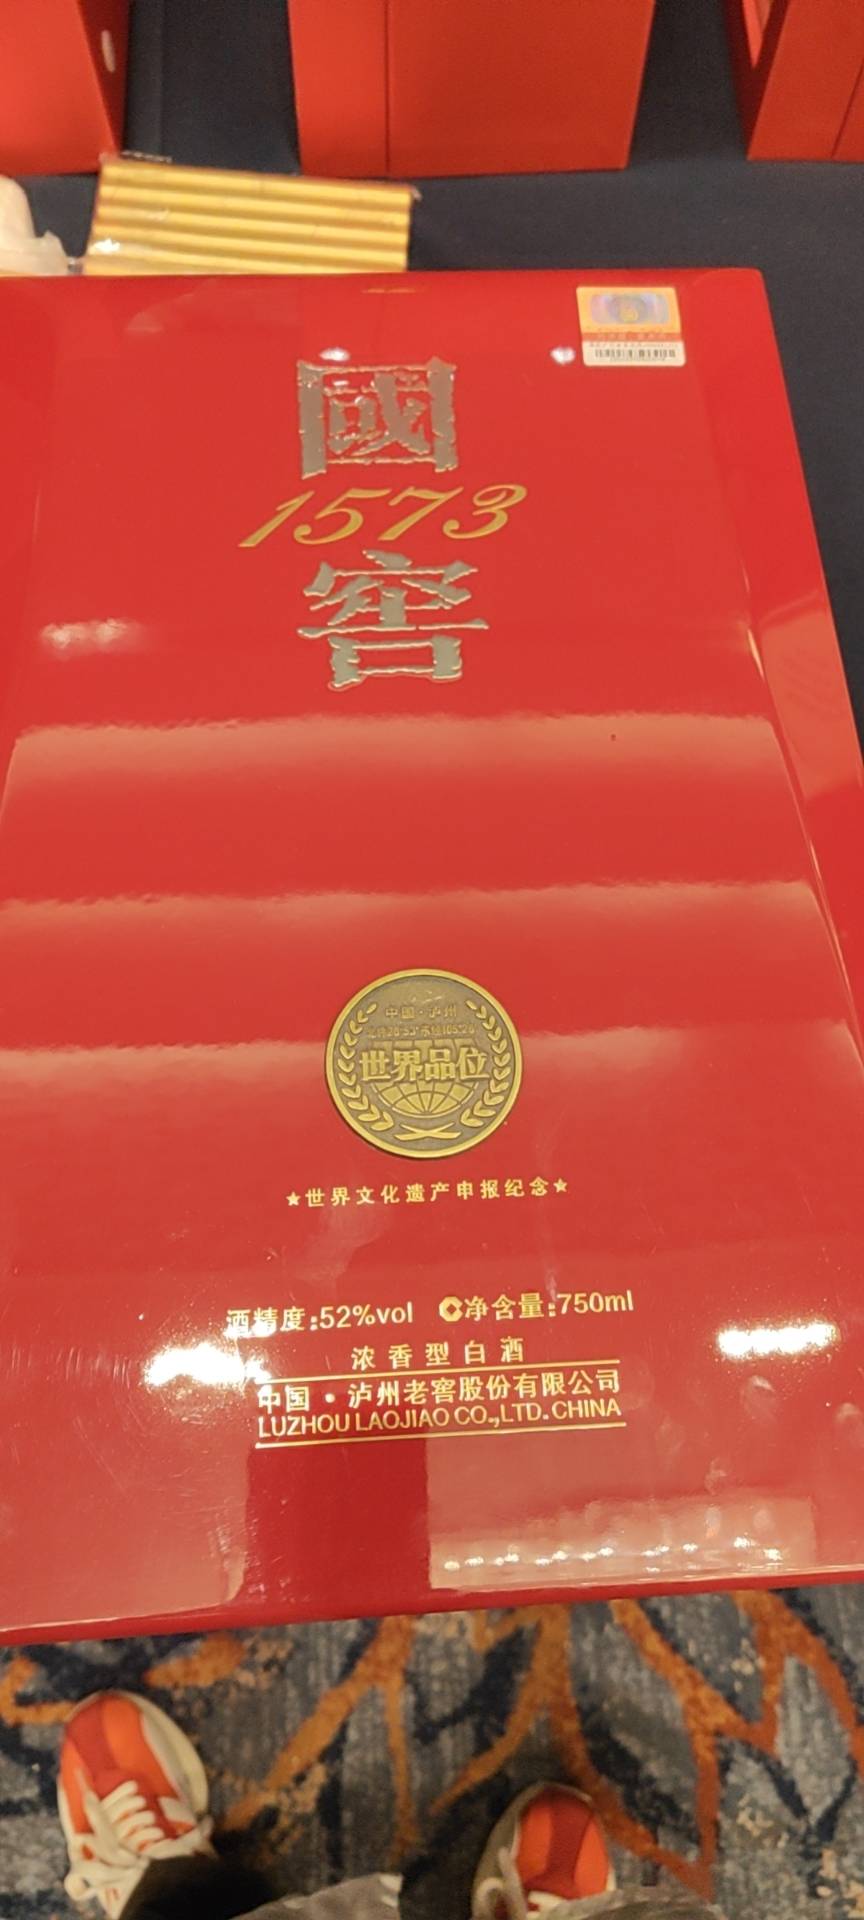 國
1573
窖
中国·泸州
世界品位
★世界文化遗产申报纪念★
酒精度:52%vol 净含量:750ml
浓香型白酒
中国·泸州老窖股份有限公司
LUZHOU LAOJIAO CO.,LTD. CHINA